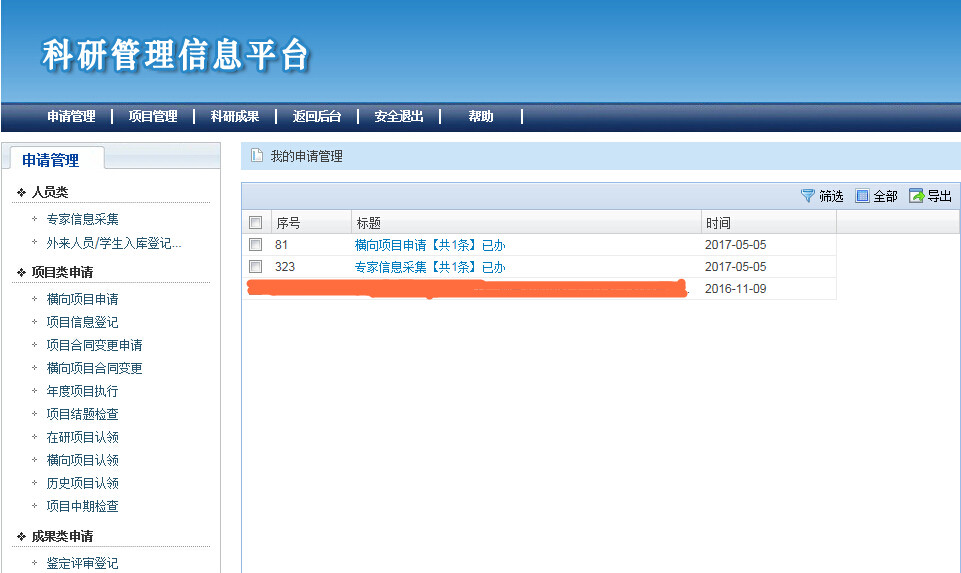 科研管理信息平台
申请管理 项目管理 科研成果 返回后台 安全退出 帮助
申请管理
人员类
专家信息采集
外来人员/学生入库登记...
项目类申请
横向项目申请
项目信息登记
项目合同变更申请
横向项目合同变更
年度项目执行
项目结题检查
在研项目认领
横向项目认领
历史项目认领
项目中期检查
成果类申请
鉴定评审登记
我的申请管理
筛选 全部 导出
序号 标题 时间
81 横向项目申请【共1条】已办 2017-05-05
323 专家信息采集【共1条】已办 2017-05-05
2016-11-09